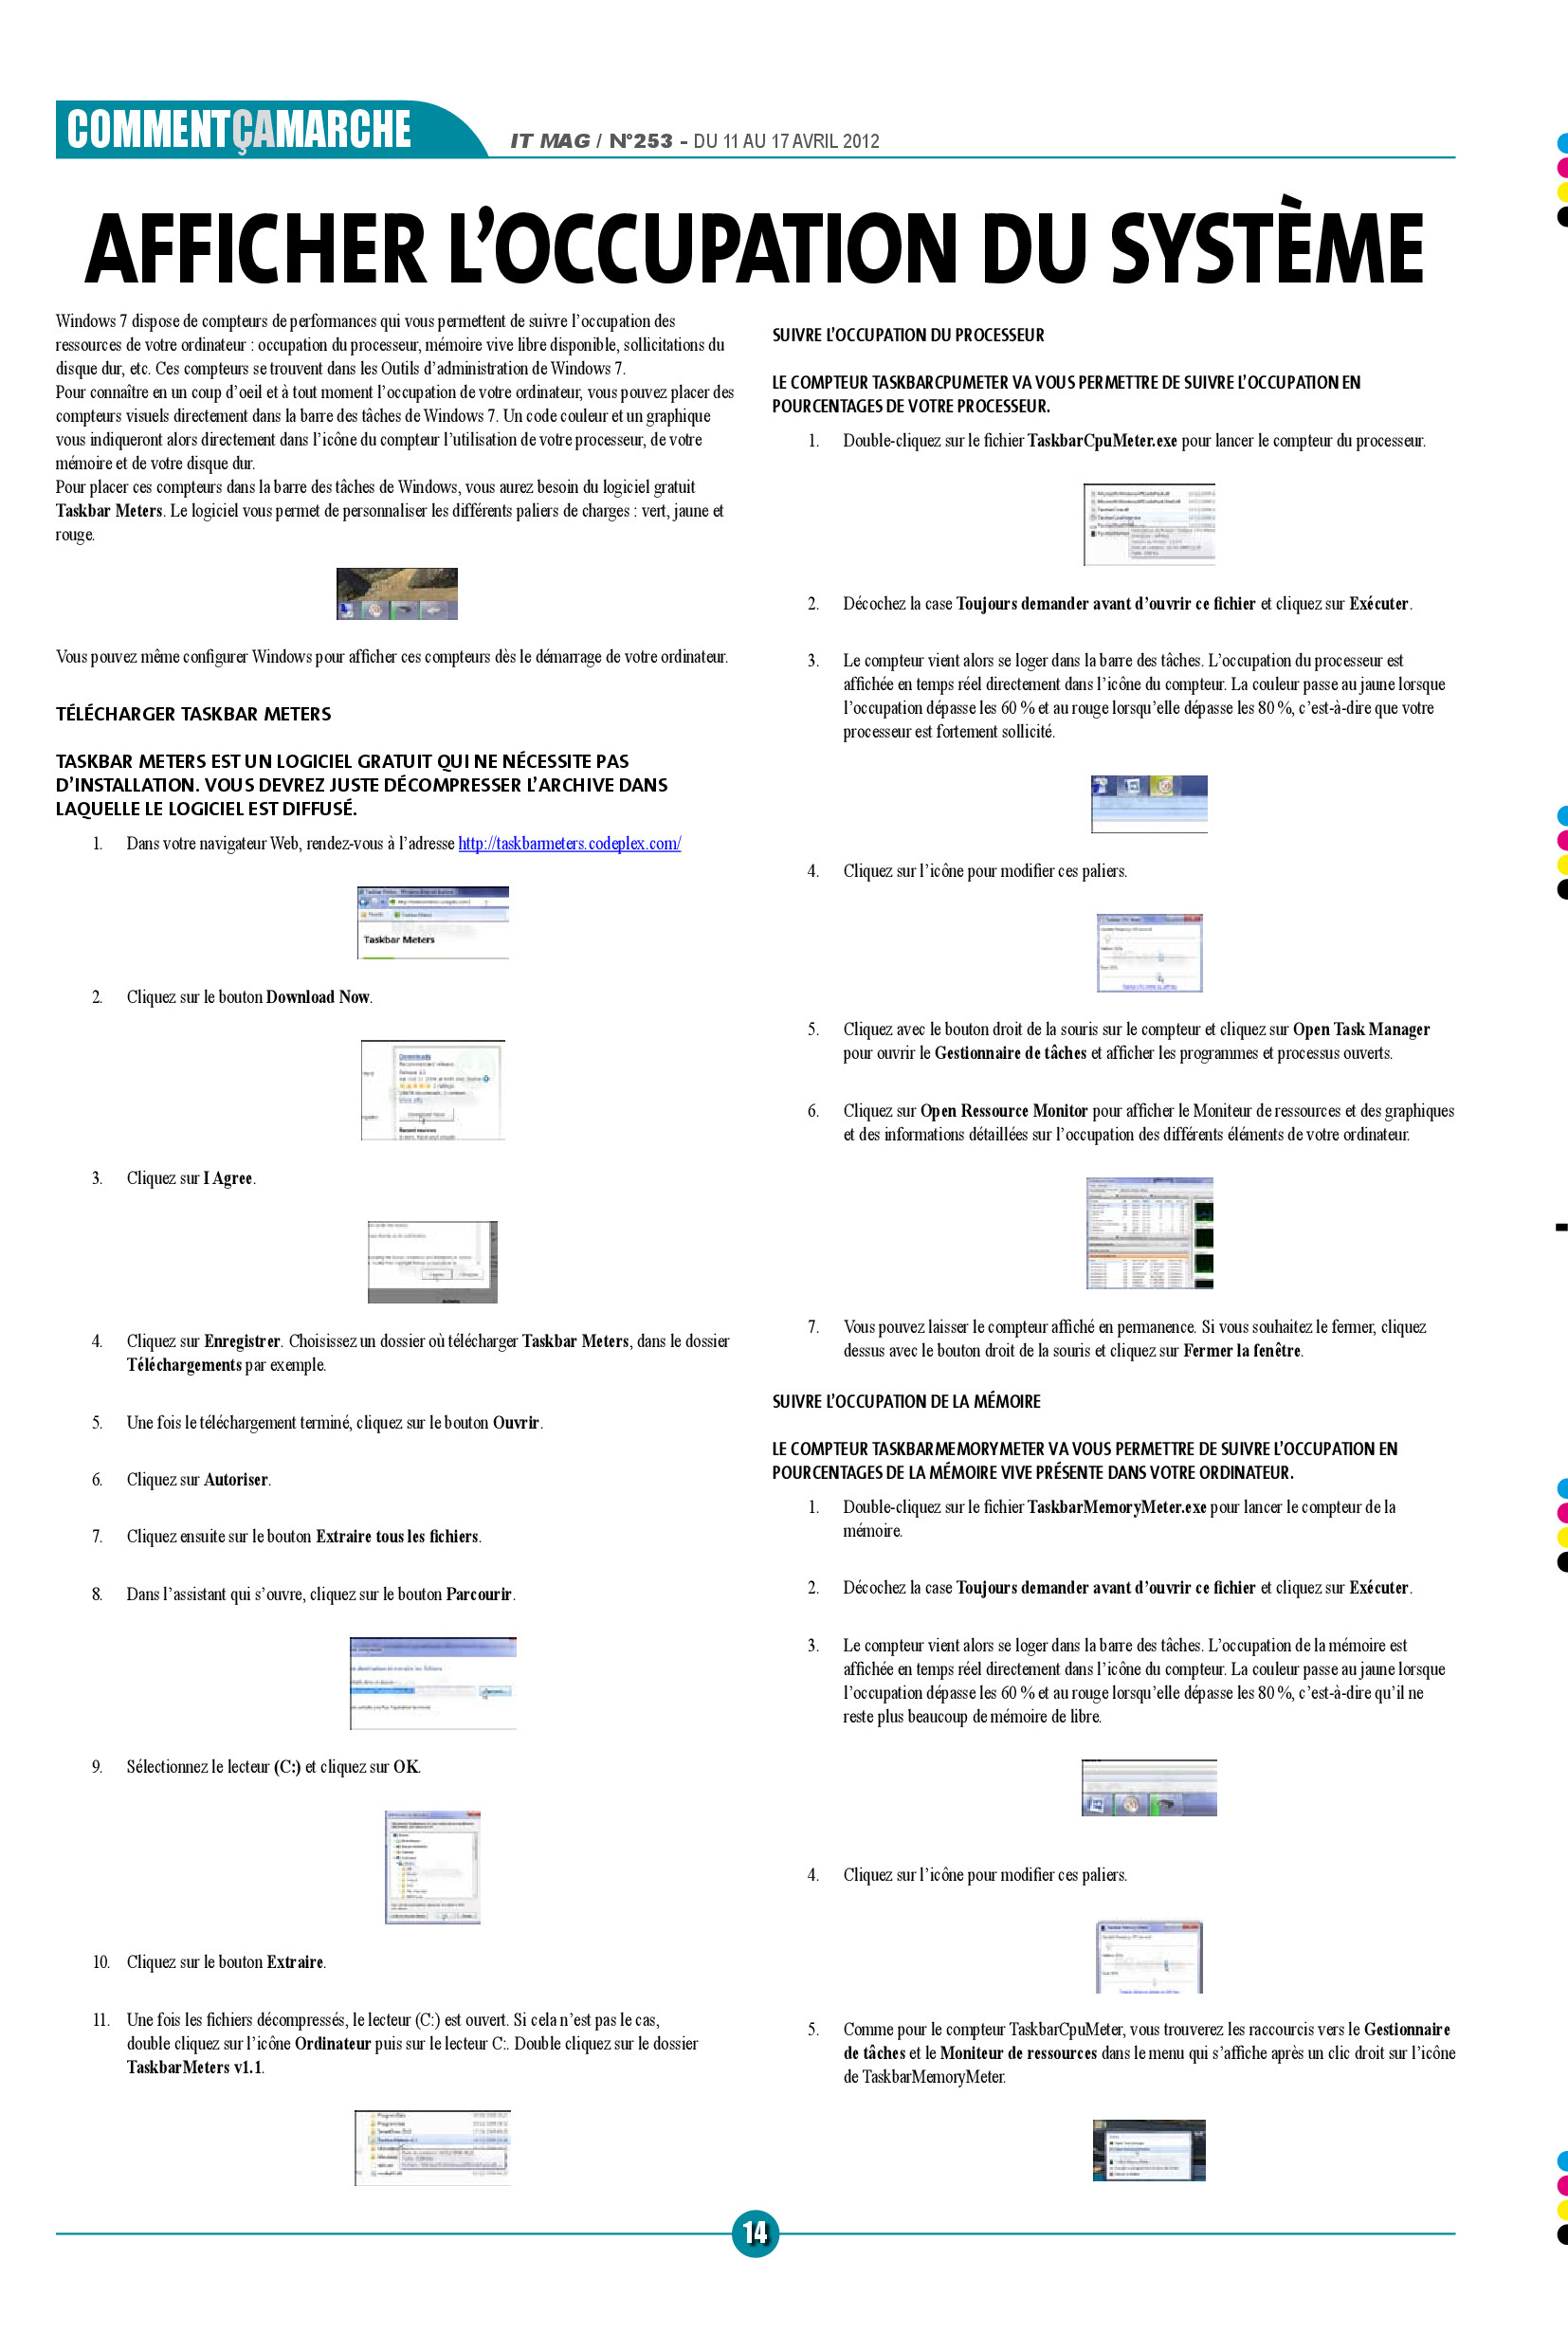 COMMENTÇAMARCHE
IT MAG / N°253 - DU 11 AU 17 AVRIL 2012
AFFICHER L’OCCUPATION DU SYSTÈME
Windows 7 dispose de compteurs de performances qui vous permettent de suivre l’occupation des
ressources de votre ordinateur : occupation du processeur, mémoire vive libre disponible, sollicitations du
disque dur, etc. Ces compteurs se trouvent dans les Outils d’administration de Windows 7.
Pour connaître en un coup d’oeil et à tout moment l’occupation de votre ordinateur, vous pouvez placer des
compteurs visuels directement dans la barre des tâches de Windows 7. Un code couleur et un graphique
vous indiqueront alors directement dans l’icône du compteur l’utilisation de votre processeur, de votre
mémoire et de votre disque dur.
Pour placer ces compteurs dans la barre des tâches de Windows, vous aurez besoin du logiciel gratuit
Taskbar Meters. Le logiciel vous permet de personnaliser les différents paliers de charges : vert, jaune et
rouge.
Vous pouvez même configurer Windows pour afficher ces compteurs dès le démarrage de votre ordinateur.
TÉLÉCHARGER TASKBAR METERS
TASKBAR METERS EST UN LOGICIEL GRATUIT QUI NE NÉCESSITE PAS
D’INSTALLATION. VOUS DEVREZ JUSTE DÉCOMPRESSER L’ARCHIVE DANS
LAQUELLE LE LOGICIEL EST DIFFUSÉ.
1. Dans votre navigateur Web, rendez-vous à l’adresse http://taskbarmeters.codeplex.com/
Taskbar Meters
2. Cliquez sur le bouton Download Now.
Downloads
3. Cliquez sur I Agree.
4. Cliquez sur Enregistrer. Choisissez un dossier où télécharger Taskbar Meters, dans le dossier
Téléchargements par exemple.
5. Une fois le téléchargement terminé, cliquez sur le bouton Ouvrir.
6. Cliquez sur Autoriser.
7. Cliquez ensuite sur le bouton Extraire tous les fichiers.
8. Dans l’assistant qui s’ouvre, cliquez sur le bouton Parcourir.
9. Sélectionnez le lecteur (C:) et cliquez sur OK.
10. Cliquez sur le bouton Extraire.
11. Une fois les fichiers décompressés, le lecteur (C:) est ouvert. Si cela n’est pas le cas,
double cliquez sur l’icône Ordinateur puis sur le lecteur C:. Double cliquez sur le dossier
TaskbarMeters v1.1.
SUIVRE L’OCCUPATION DU PROCESSEUR
LE COMPTEUR TASKBARCPUMETER VA VOUS PERMETTRE DE SUIVRE L’OCCUPATION EN
POURCENTAGES DE VOTRE PROCESSEUR.
1. Double-cliquez sur le fichier TaskbarCpuMeter.exe pour lancer le compteur du processeur.
2. Décochez la case Toujours demander avant d’ouvrir ce fichier et cliquez sur Exécuter.
3. Le compteur vient alors se loger dans la barre des tâches. L’occupation du processeur est
affichée en temps réel directement dans l’icône du compteur. La couleur passe au jaune lorsque
l’occupation dépasse les 60 % et au rouge lorsqu’elle dépasse les 80 %, c’est-à-dire que votre
processeur est fortement sollicité.
4. Cliquez sur l’icône pour modifier ces paliers.
5. Cliquez avec le bouton droit de la souris sur le compteur et cliquez sur Open Task Manager
pour ouvrir le Gestionnaire de tâches et afficher les programmes et processus ouverts.
6. Cliquez sur Open Ressource Monitor pour afficher le Moniteur de ressources et des graphiques
et des informations détaillées sur l’occupation des différents éléments de votre ordinateur.
7. Vous pouvez laisser le compteur affiché en permanence. Si vous souhaitez le fermer, cliquez
dessus avec le bouton droit de la souris et cliquez sur Fermer la fenêtre.
SUIVRE L’OCCUPATION DE LA MÉMOIRE
LE COMPTEUR TASKBARMEMORYMETER VA VOUS PERMETTRE DE SUIVRE L’OCCUPATION EN
POURCENTAGES DE LA MÉMOIRE VIVE PRÉSENTE DANS VOTRE ORDINATEUR.
1. Double-cliquez sur le fichier TaskbarMemoryMeter.exe pour lancer le compteur de la
mémoire.
2. Décochez la case Toujours demander avant d’ouvrir ce fichier et cliquez sur Exécuter.
3. Le compteur vient alors se loger dans la barre des tâches. L’occupation de la mémoire est
affichée en temps réel directement dans l’icône du compteur. La couleur passe au jaune lorsque
l’occupation dépasse les 60 % et au rouge lorsqu’elle dépasse les 80 %, c’est-à-dire qu’il ne
reste plus beaucoup de mémoire de libre.
4. Cliquez sur l’icône pour modifier ces paliers.
5. Comme pour le compteur TaskbarCpuMeter, vous trouverez les raccourcis vers le Gestionnaire
de tâches et le Moniteur de ressources dans le menu qui s’affiche après un clic droit sur l’icône
de TaskbarMemoryMeter.
14